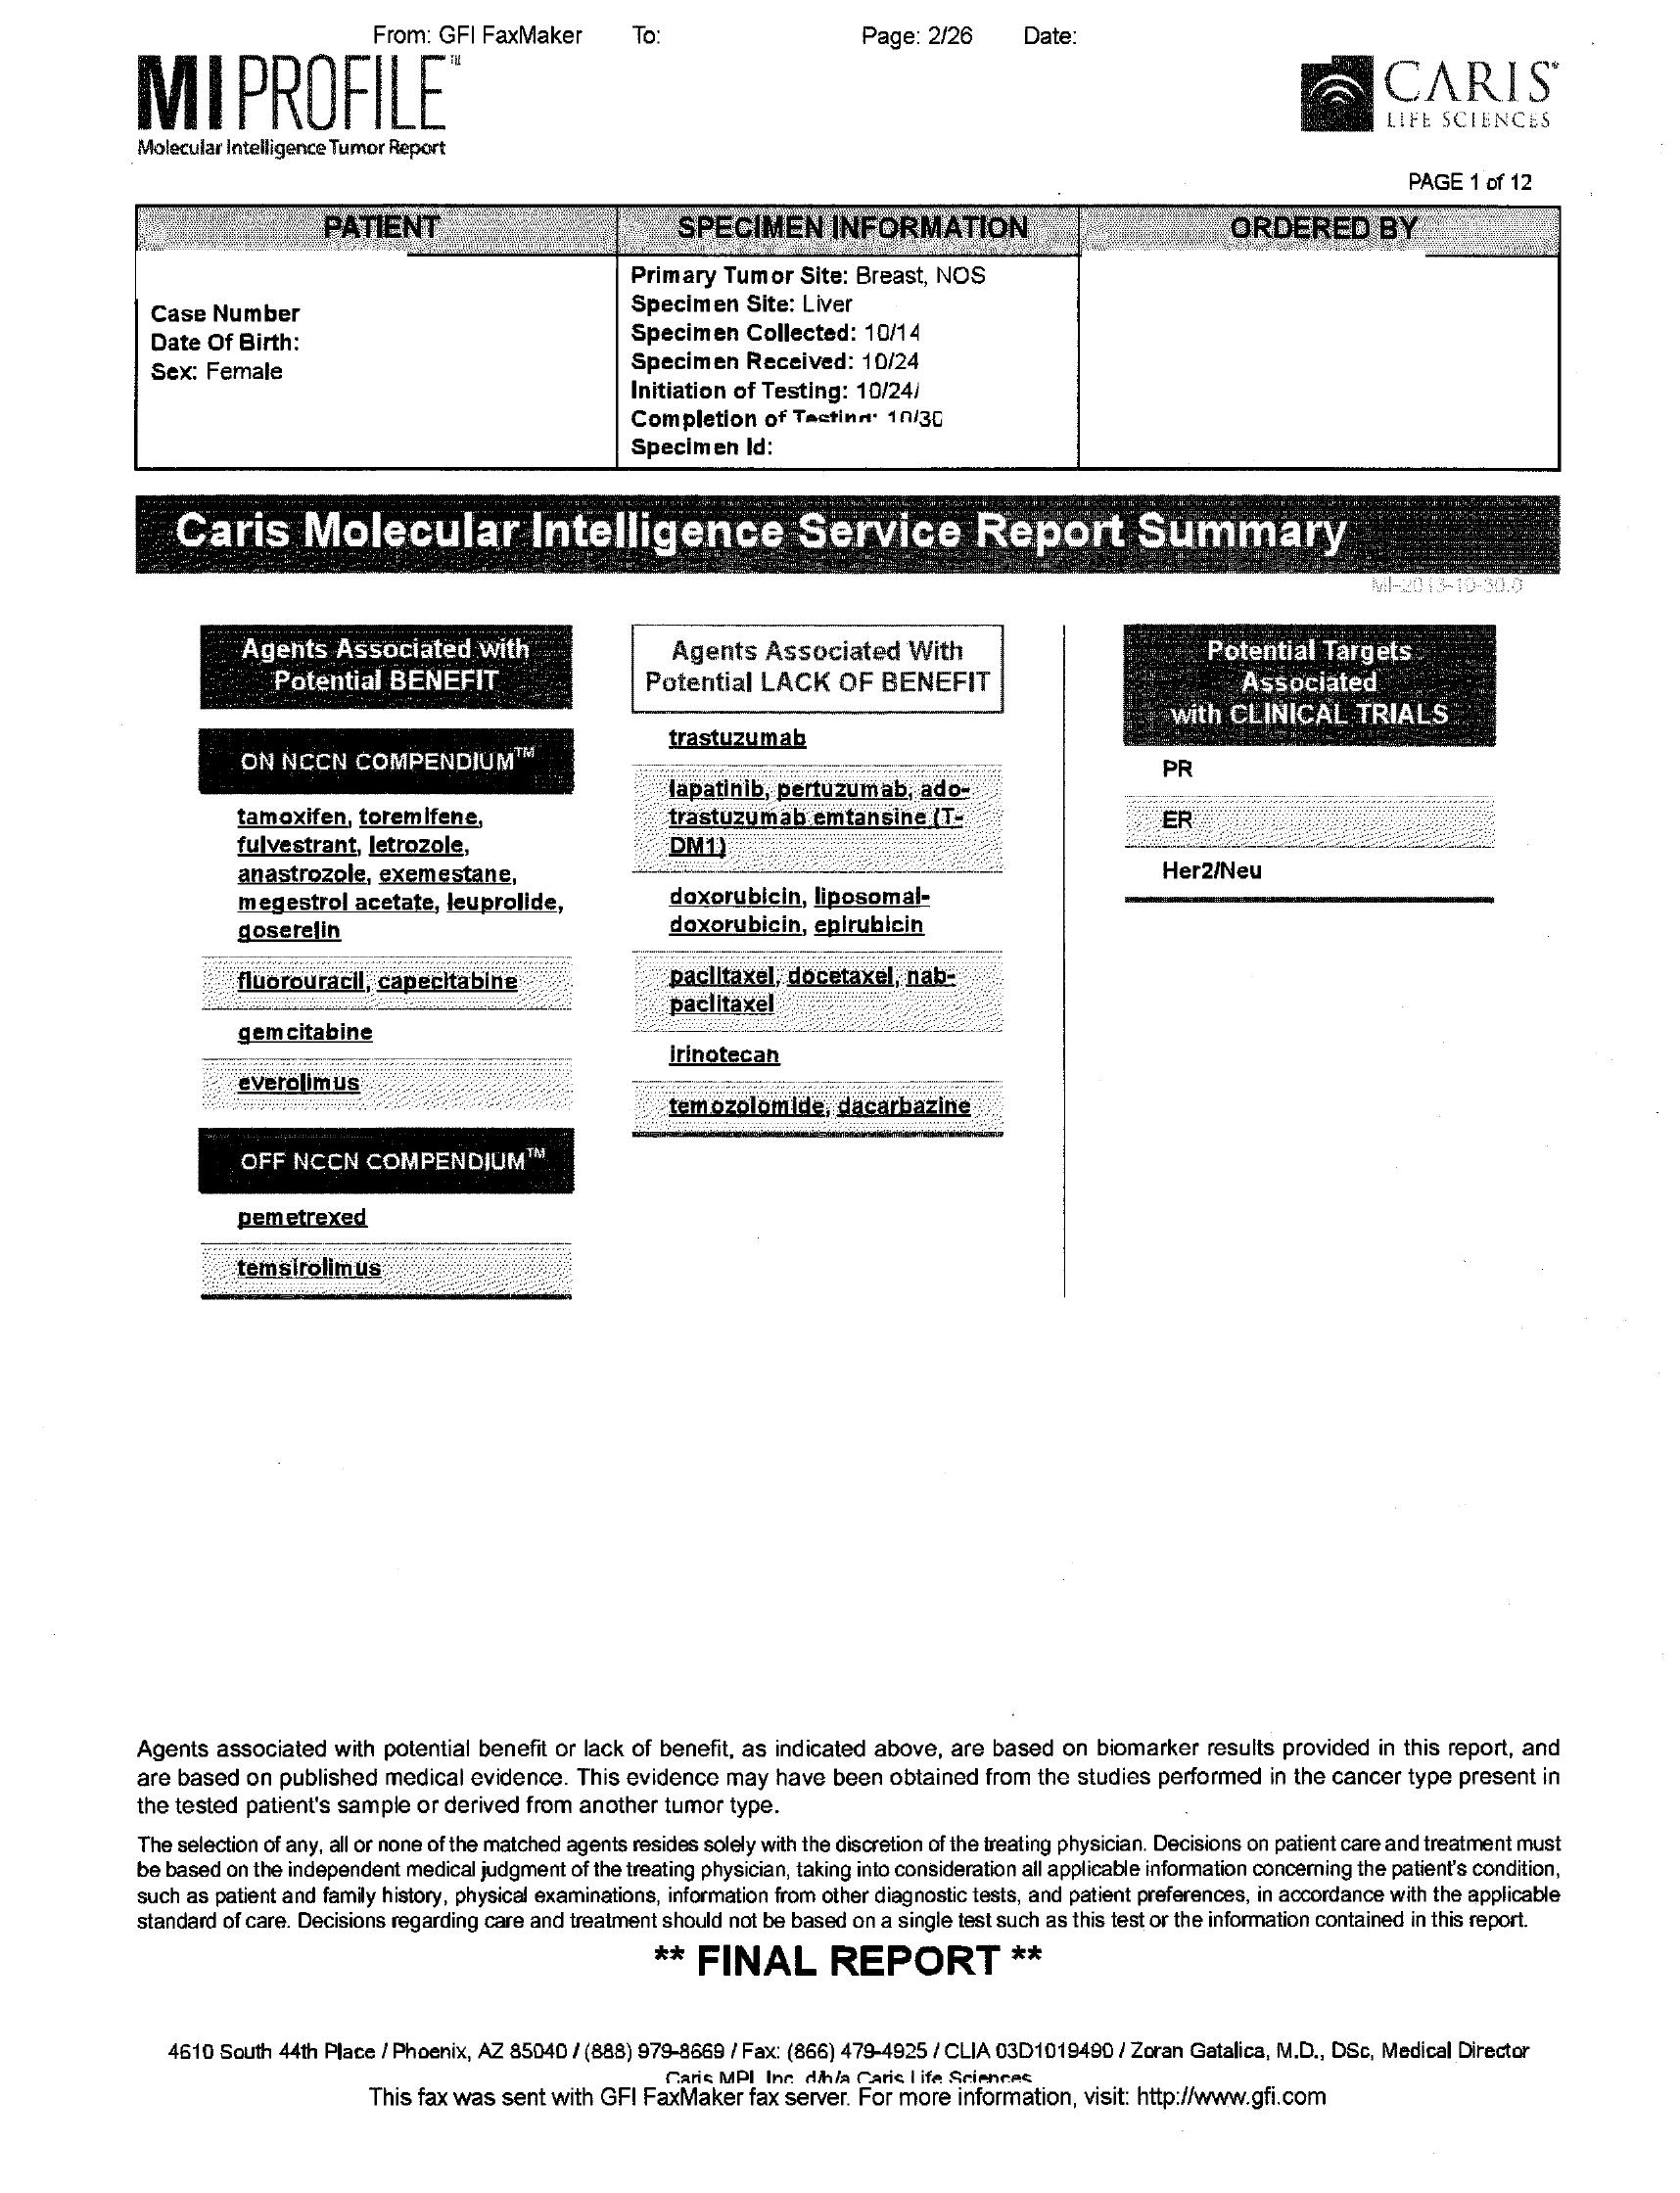 From: GFI FaxMaker To: Page: 2/26 Date:
MIPROFILE™
Molecular Intelligence Tumor Report
CARIS®
LIFE SCIENCES
PAGE 1 of 12
PATIENT
Case Number
Date Of Birth:
Sex: Female
SPECIMEN INFORMATION
Primary Tumor Site: Breast, NOS
Specimen Site: Liver
Specimen Collected: 10/14
Specimen Received: 10/24
Initiation of Testing: 10/24/
Completion of Testing: 10/30
Specimen Id:
ORDERED BY
Caris Molecular Intelligence Service Report Summary
MI-2013-10-30.0
Agents Associated with
Potential BENEFIT
ON NCCN COMPENDIUM™
tamoxifen, toremifene,
fulvestrant, letrozole,
anastrozole, exemestane,
megestrol acetate, leuprolide,
goserelin
fluorouracil, capecitabine
gemcitabine
everolimus
OFF NCCN COMPENDIUM™
pemetrexed
temsirolimus
Agents Associated With
Potential LACK OF BENEFIT
trastuzumab
lapatinib, pertuzumab, ado-
trastuzumab emtansine (T-
DM1)
doxorubicin, liposomal-
doxorubicin, epirubicin
paclitaxel, docetaxel, nab-
paclitaxel
irinotecan
temozolomide, dacarbazine
Potential Targets
Associated
with CLINICAL TRIALS
PR
ER
Her2/Neu
Agents associated with potential benefit or lack of benefit, as indicated above, are based on biomarker results provided in this report, and
are based on published medical evidence. This evidence may have been obtained from the studies performed in the cancer type present in
the tested patient's sample or derived from another tumor type.
The selection of any, all or none of the matched agents resides solely with the discretion of the treating physician. Decisions on patient care and treatment must
be based on the independent medical judgment of the treating physician, taking into consideration all applicable information concerning the patient's condition,
such as patient and family history, physical examinations, information from other diagnostic tests, and patient preferences, in accordance with the applicable
standard of care. Decisions regarding care and treatment should not be based on a single test such as this test or the information contained in this report.
** FINAL REPORT **
4610 South 44th Place / Phoenix, AZ 85040 / (888) 979-8669 / Fax: (866) 479-4925 / CLIA 03D1019490 / Zoran Gatalica, M.D., DSc, Medical Director
Caris MPI, Inc. d/b/a Caris Life Sciences
This fax was sent with GFI FaxMaker fax server. For more information, visit: http://www.gfi.com